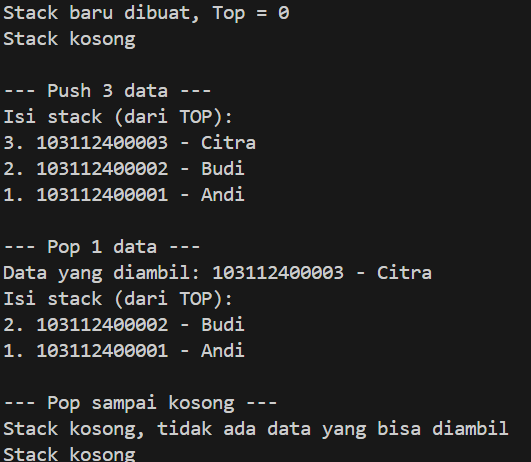 Stack baru dibuat, Top = 0
Stack kosong
--- Push 3 data ---
Isi stack (dari TOP):
3. 103112400003 - Citra
2. 103112400002 - Budi
1. 103112400001 - Andi
--- Pop 1 data ---
Data yang diambil: 103112400003 - Citra
Isi stack (dari TOP):
2. 103112400002 - Budi
1. 103112400001 - Andi
--- Pop sampai kosong ---
Stack kosong, tidak ada data yang bisa diambil
Stack kosong